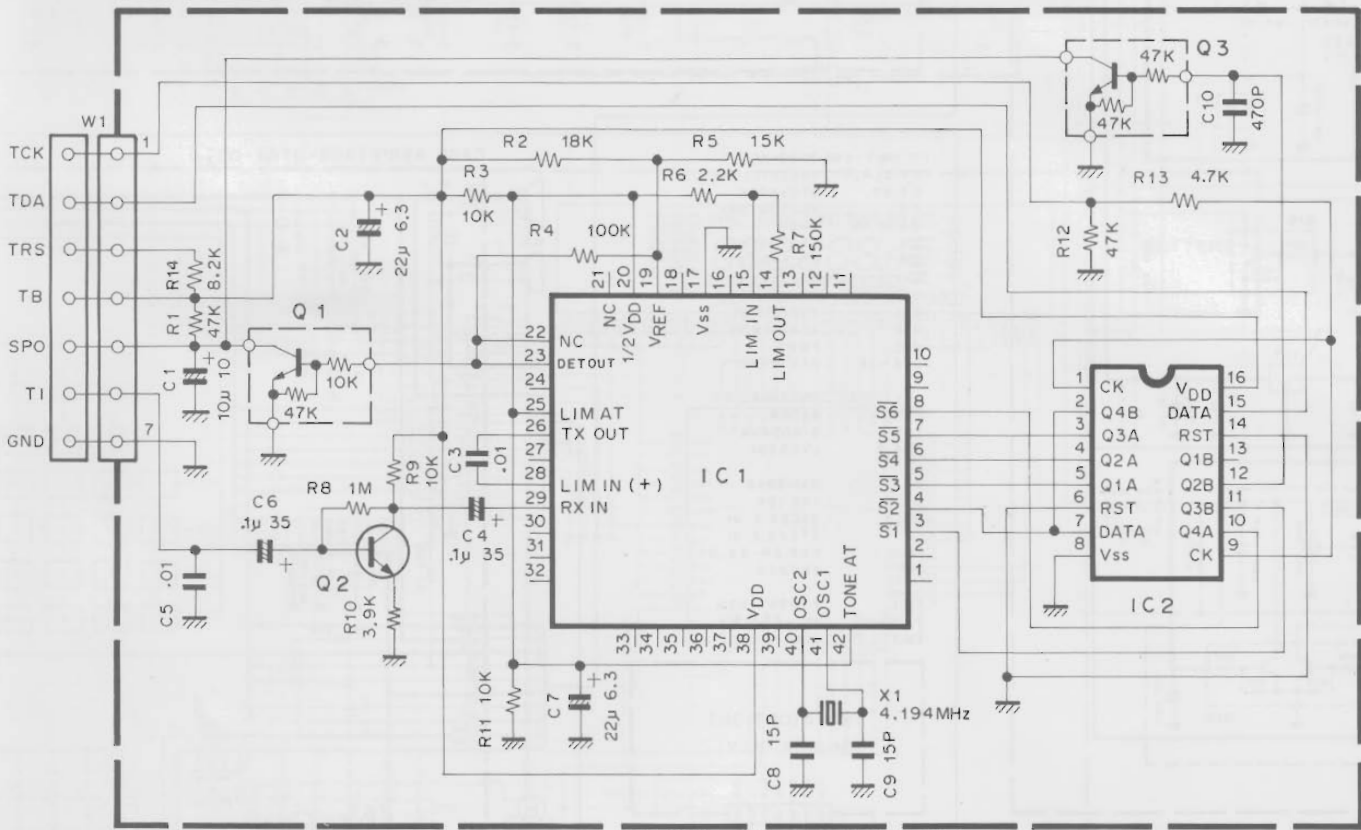 W1
TCK
TDA
TRS
TB
SPO
TI
GND
1
7
R14 8.2K
R1 47K
C1 10µ 10
Q1
10K
47K
C2 22µ 6.3
R2 18K
R3
10K
R4 100K
R5 15K
R6 2.2K
R7 150K
Q3
47K
47K
C10 470P
R13 4.7K
R12 47K
C6
.1µ 35
R8 1M
C5 .01
Q2
R9 10K
R10 3.9K
C3 .01
C4
.1µ 35
R11 10K
C7 22µ 6.3
C8 15P
C9 15P
X1
4.194MHz
IC1
21 20 19 18 17 16 15 14 13 12 11
NC
1/2VDD
VREF
Vss
LIM IN
LIM OUT
22 NC
23 DETOUT
24
25 LIM AT
26 TX OUT
27
28 LIM IN (+)
29 RX IN
30
31
32
10
9
8 S6
7 S5
6 S4
5 S3
4 S2
3 S1
2
1
VDD
OSC2
OSC1
TONE AT
33 34 35 36 37 38 39 40 41 42
1 CK VDD 16
2 Q4B DATA 15
3 Q3A RST 14
4 Q2A Q1B 13
5 Q1A Q2B 12
6 RST Q3B 11
7 DATA Q4A 10
8 Vss CK 9
IC2